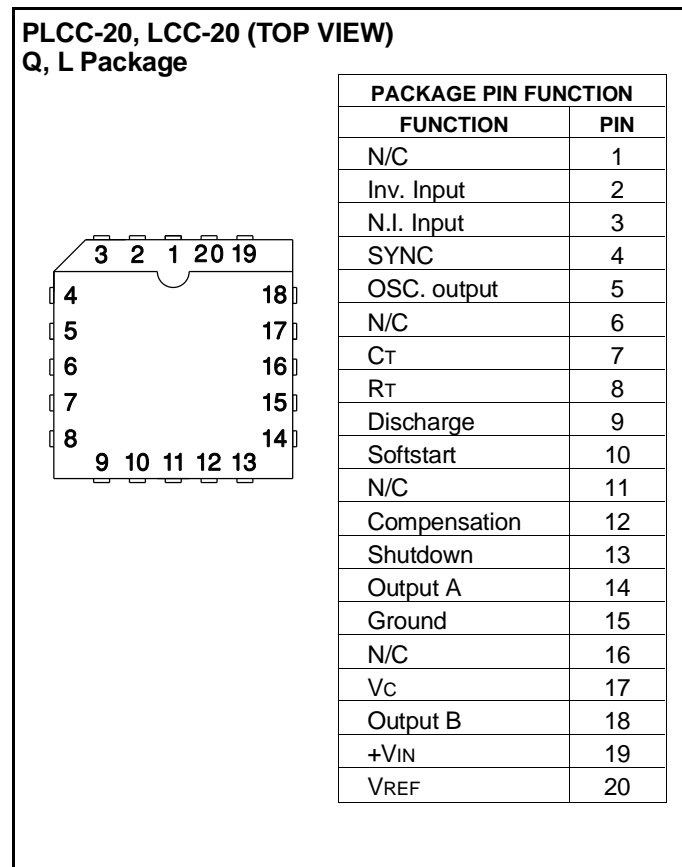 PLCC-20, LCC-20 (TOP VIEW)
Q, L Package
3 2 1 20 19
4 18
5 17
6 16
7 15
8 14
9 10 11 12 13
PACKAGE PIN FUNCTION
FUNCTION PIN
N/C 1
Inv. Input 2
N.I. Input 3
SYNC 4
OSC. output 5
N/C 6
CT 7
RT 8
Discharge 9
Softstart 10
N/C 11
Compensation 12
Shutdown 13
Output A 14
Ground 15
N/C 16
VC 17
Output B 18
+VIN 19
VREF 20